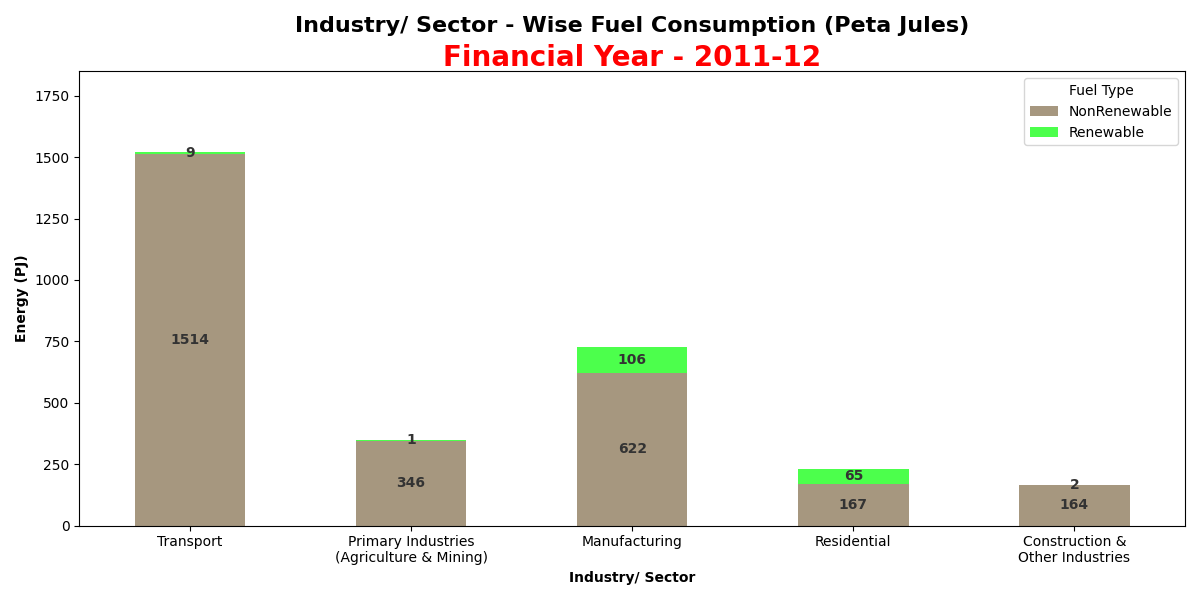 Industry/ Sector - Wise Fuel Consumption (Peta Jules)
Financial Year - 2011-12
Fuel Type
NonRenewable
Renewable
Energy (PJ)
1750
1500
1250
1000
750
500
250
0
9
1514
1
346
106
622
65
167
2
164
Transport
Primary Industries
(Agriculture & Mining)
Manufacturing
Residential
Construction &
Other Industries
Industry/ Sector